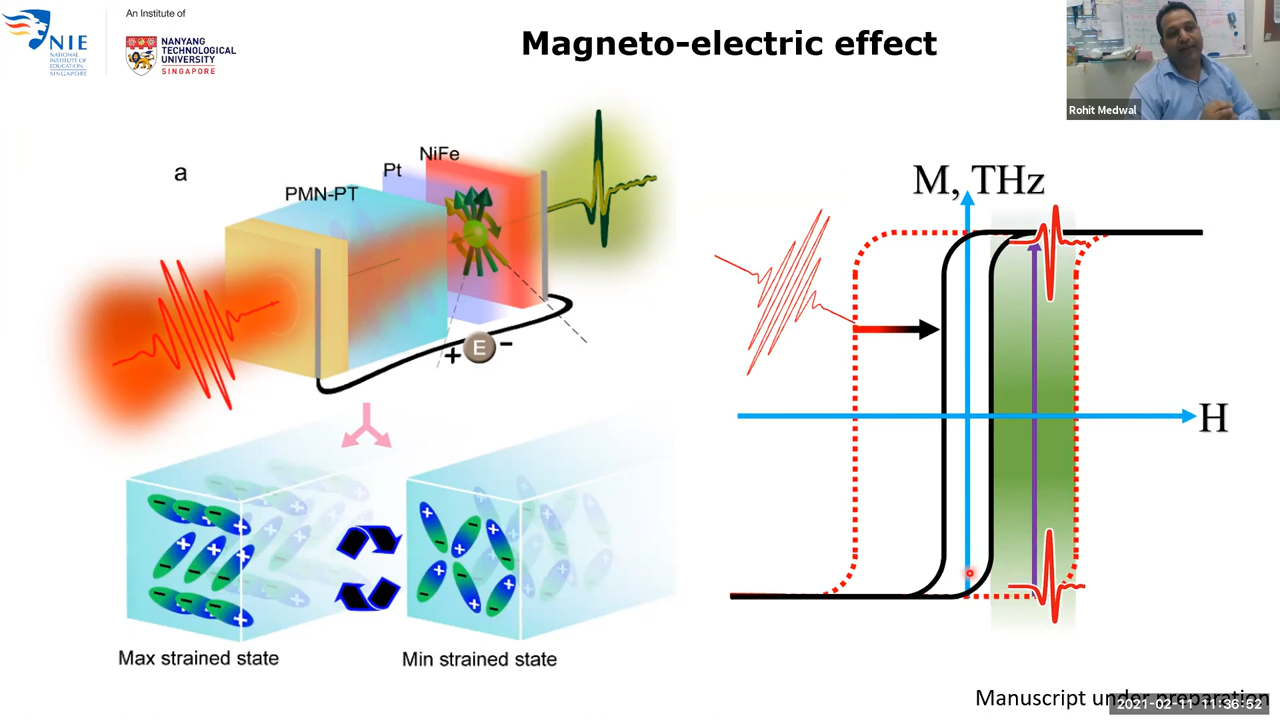 An Institute of
NIE
NATIONAL
INSTITUTE OF
EDUCATION
SINGAPORE
NANYANG
TECHNOLOGICAL
UNIVERSITY
SINGAPORE
Magneto-electric effect
Rohit Medwal
a
PMN-PT
Pt
NiFe
+ E -
M, THz
H
Max strained state
Min strained state
Manuscript under preparation
2021-02-11 11:36:52